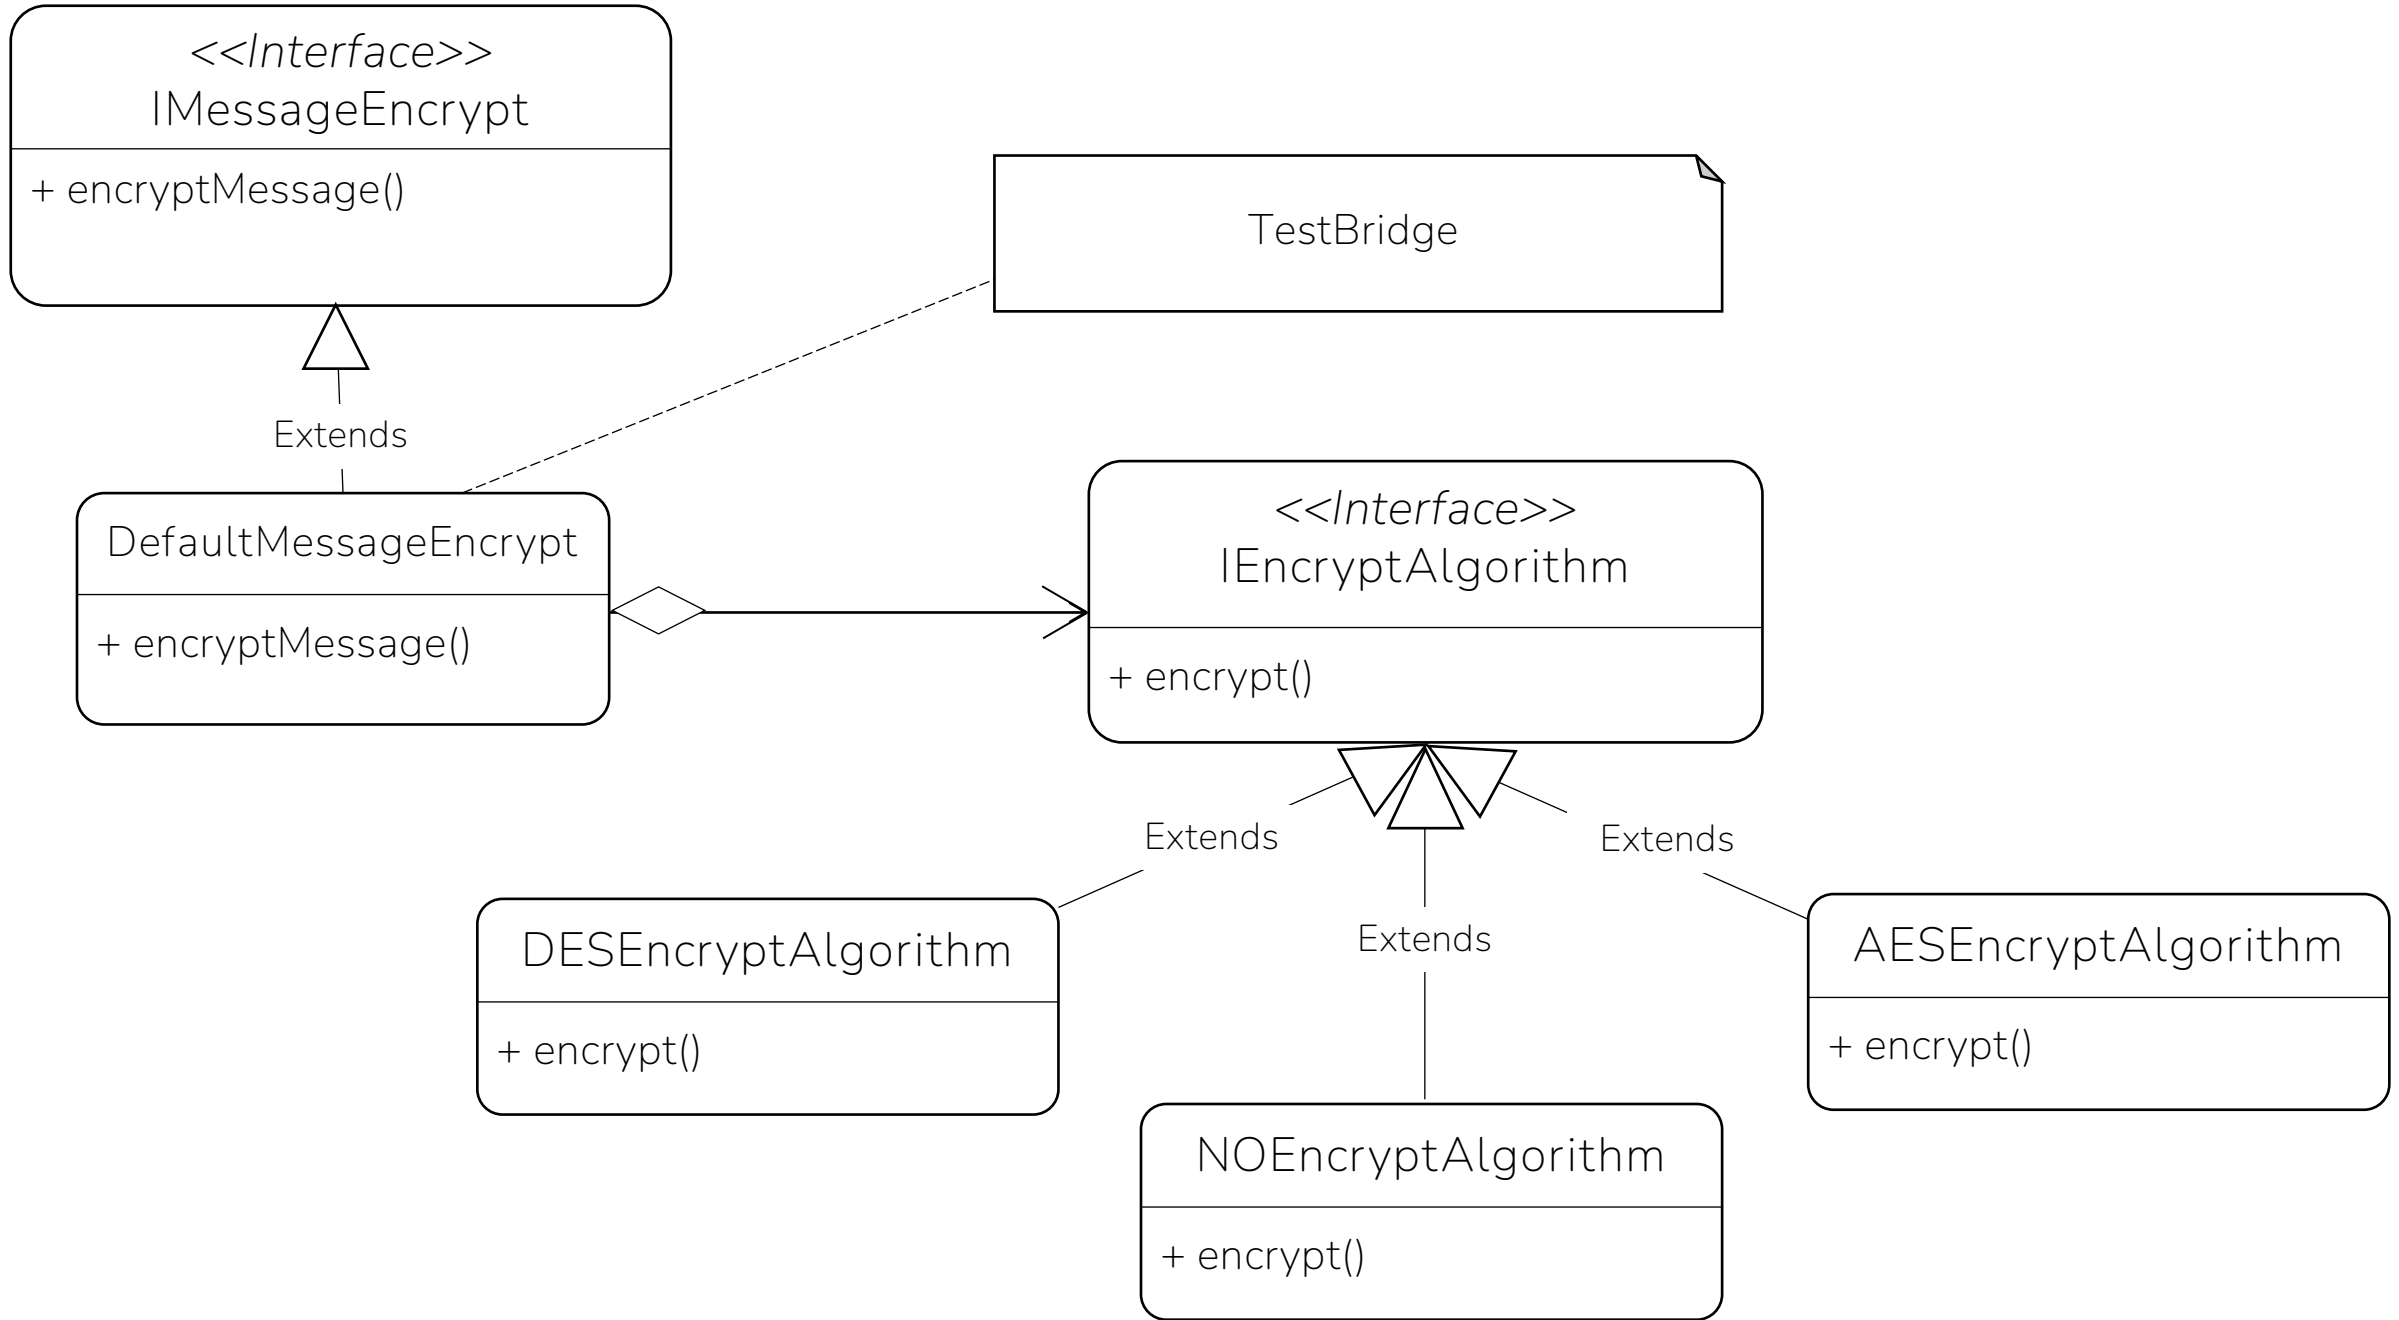 <<Interface>>
IMessageEncrypt
+ encryptMessage()
TestBridge
Extends
DefaultMessageEncrypt
+ encryptMessage()
<<Interface>>
IEncryptAlgorithm
+ encrypt()
Extends
Extends
Extends
DESEncryptAlgorithm
+ encrypt()
AESEncryptAlgorithm
+ encrypt()
NOEncryptAlgorithm
+ encrypt()